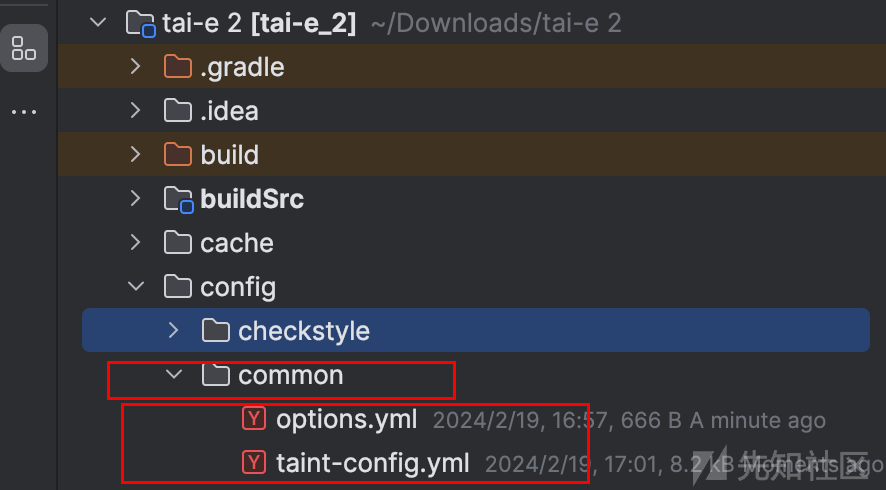 tai-e 2 [tai-e_2] ~/Downloads/tai-e 2
.gradle
.idea
build
buildSrc
cache
config
checkstyle
common
options.yml 2024/2/19, 16:57, 666 B A minute ago
taint-config.yml 2024/2/19, 17:01, 8.2 kB Moments ago
先知社区